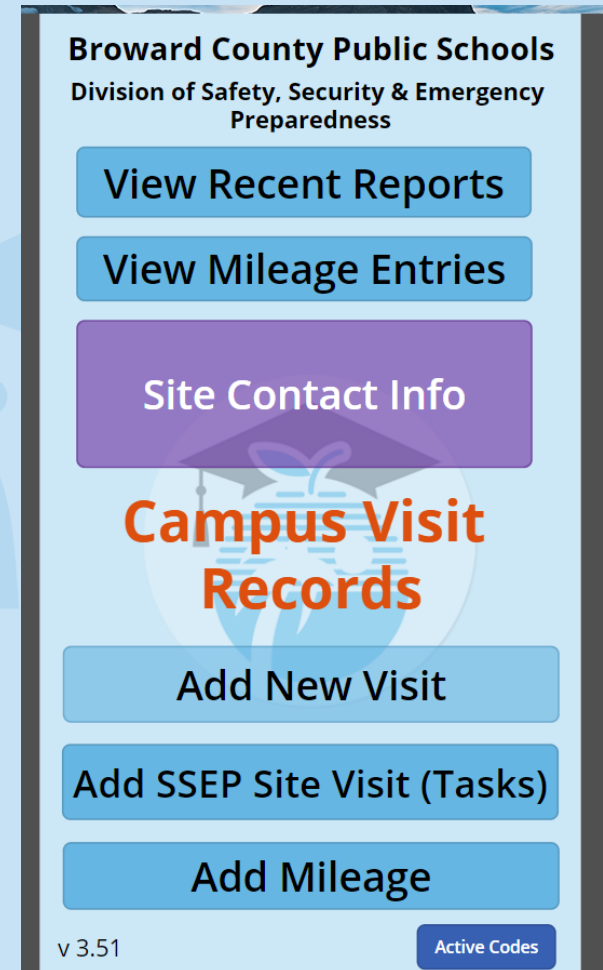 Broward County Public Schools
Division of Safety, Security & Emergency
Preparedness
View Recent Reports
View Mileage Entries
Site Contact Info
Campus Visit
Records
Add New Visit
Add SSEP Site Visit (Tasks)
Add Mileage
v 3.51
Active Codes